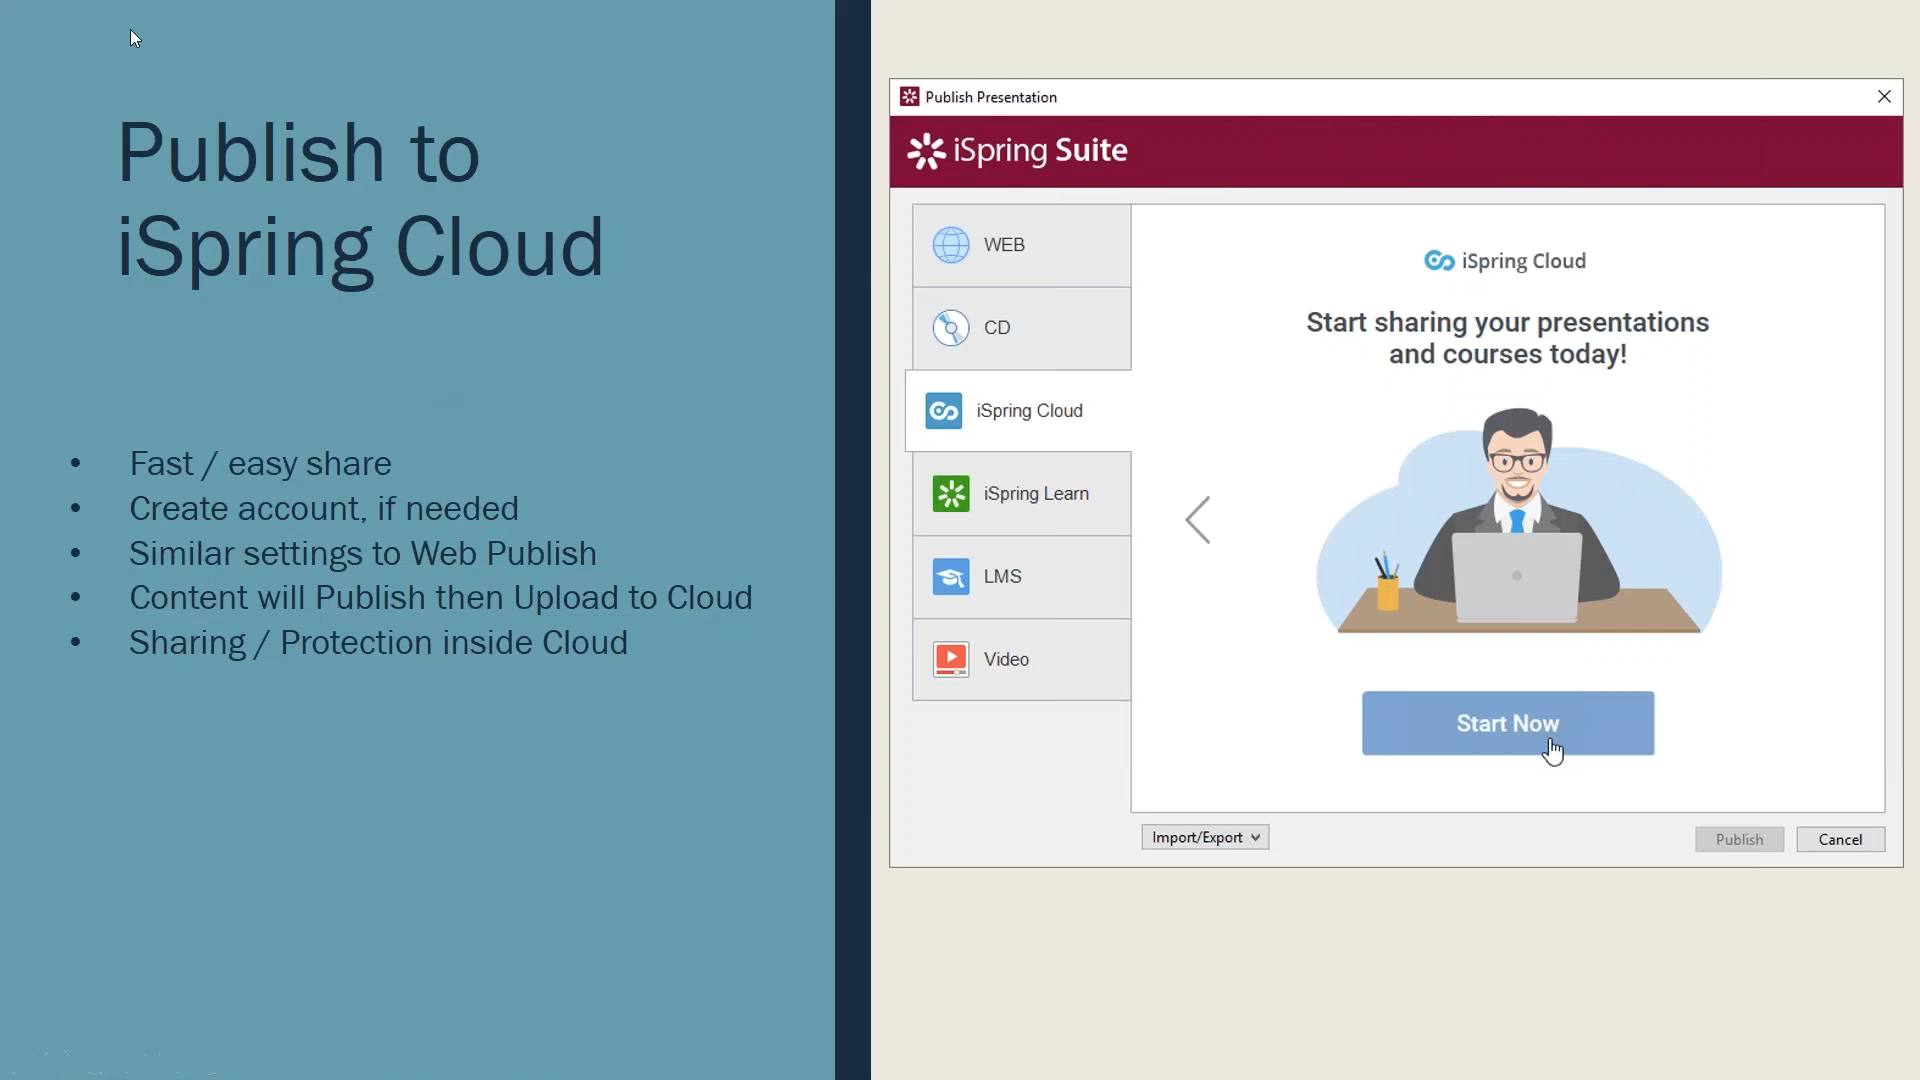 Publish to
iSpring Cloud
• Fast / easy share
• Create account, if needed
• Similar settings to Web Publish
• Content will Publish then Upload to Cloud
• Sharing / Protection inside Cloud
Publish Presentation
iSpring Suite
WEB
CD
iSpring Cloud
iSpring Learn
LMS
Video
iSpring Cloud
Start sharing your presentations
and courses today!
Start Now
Import/Export
Publish
Cancel